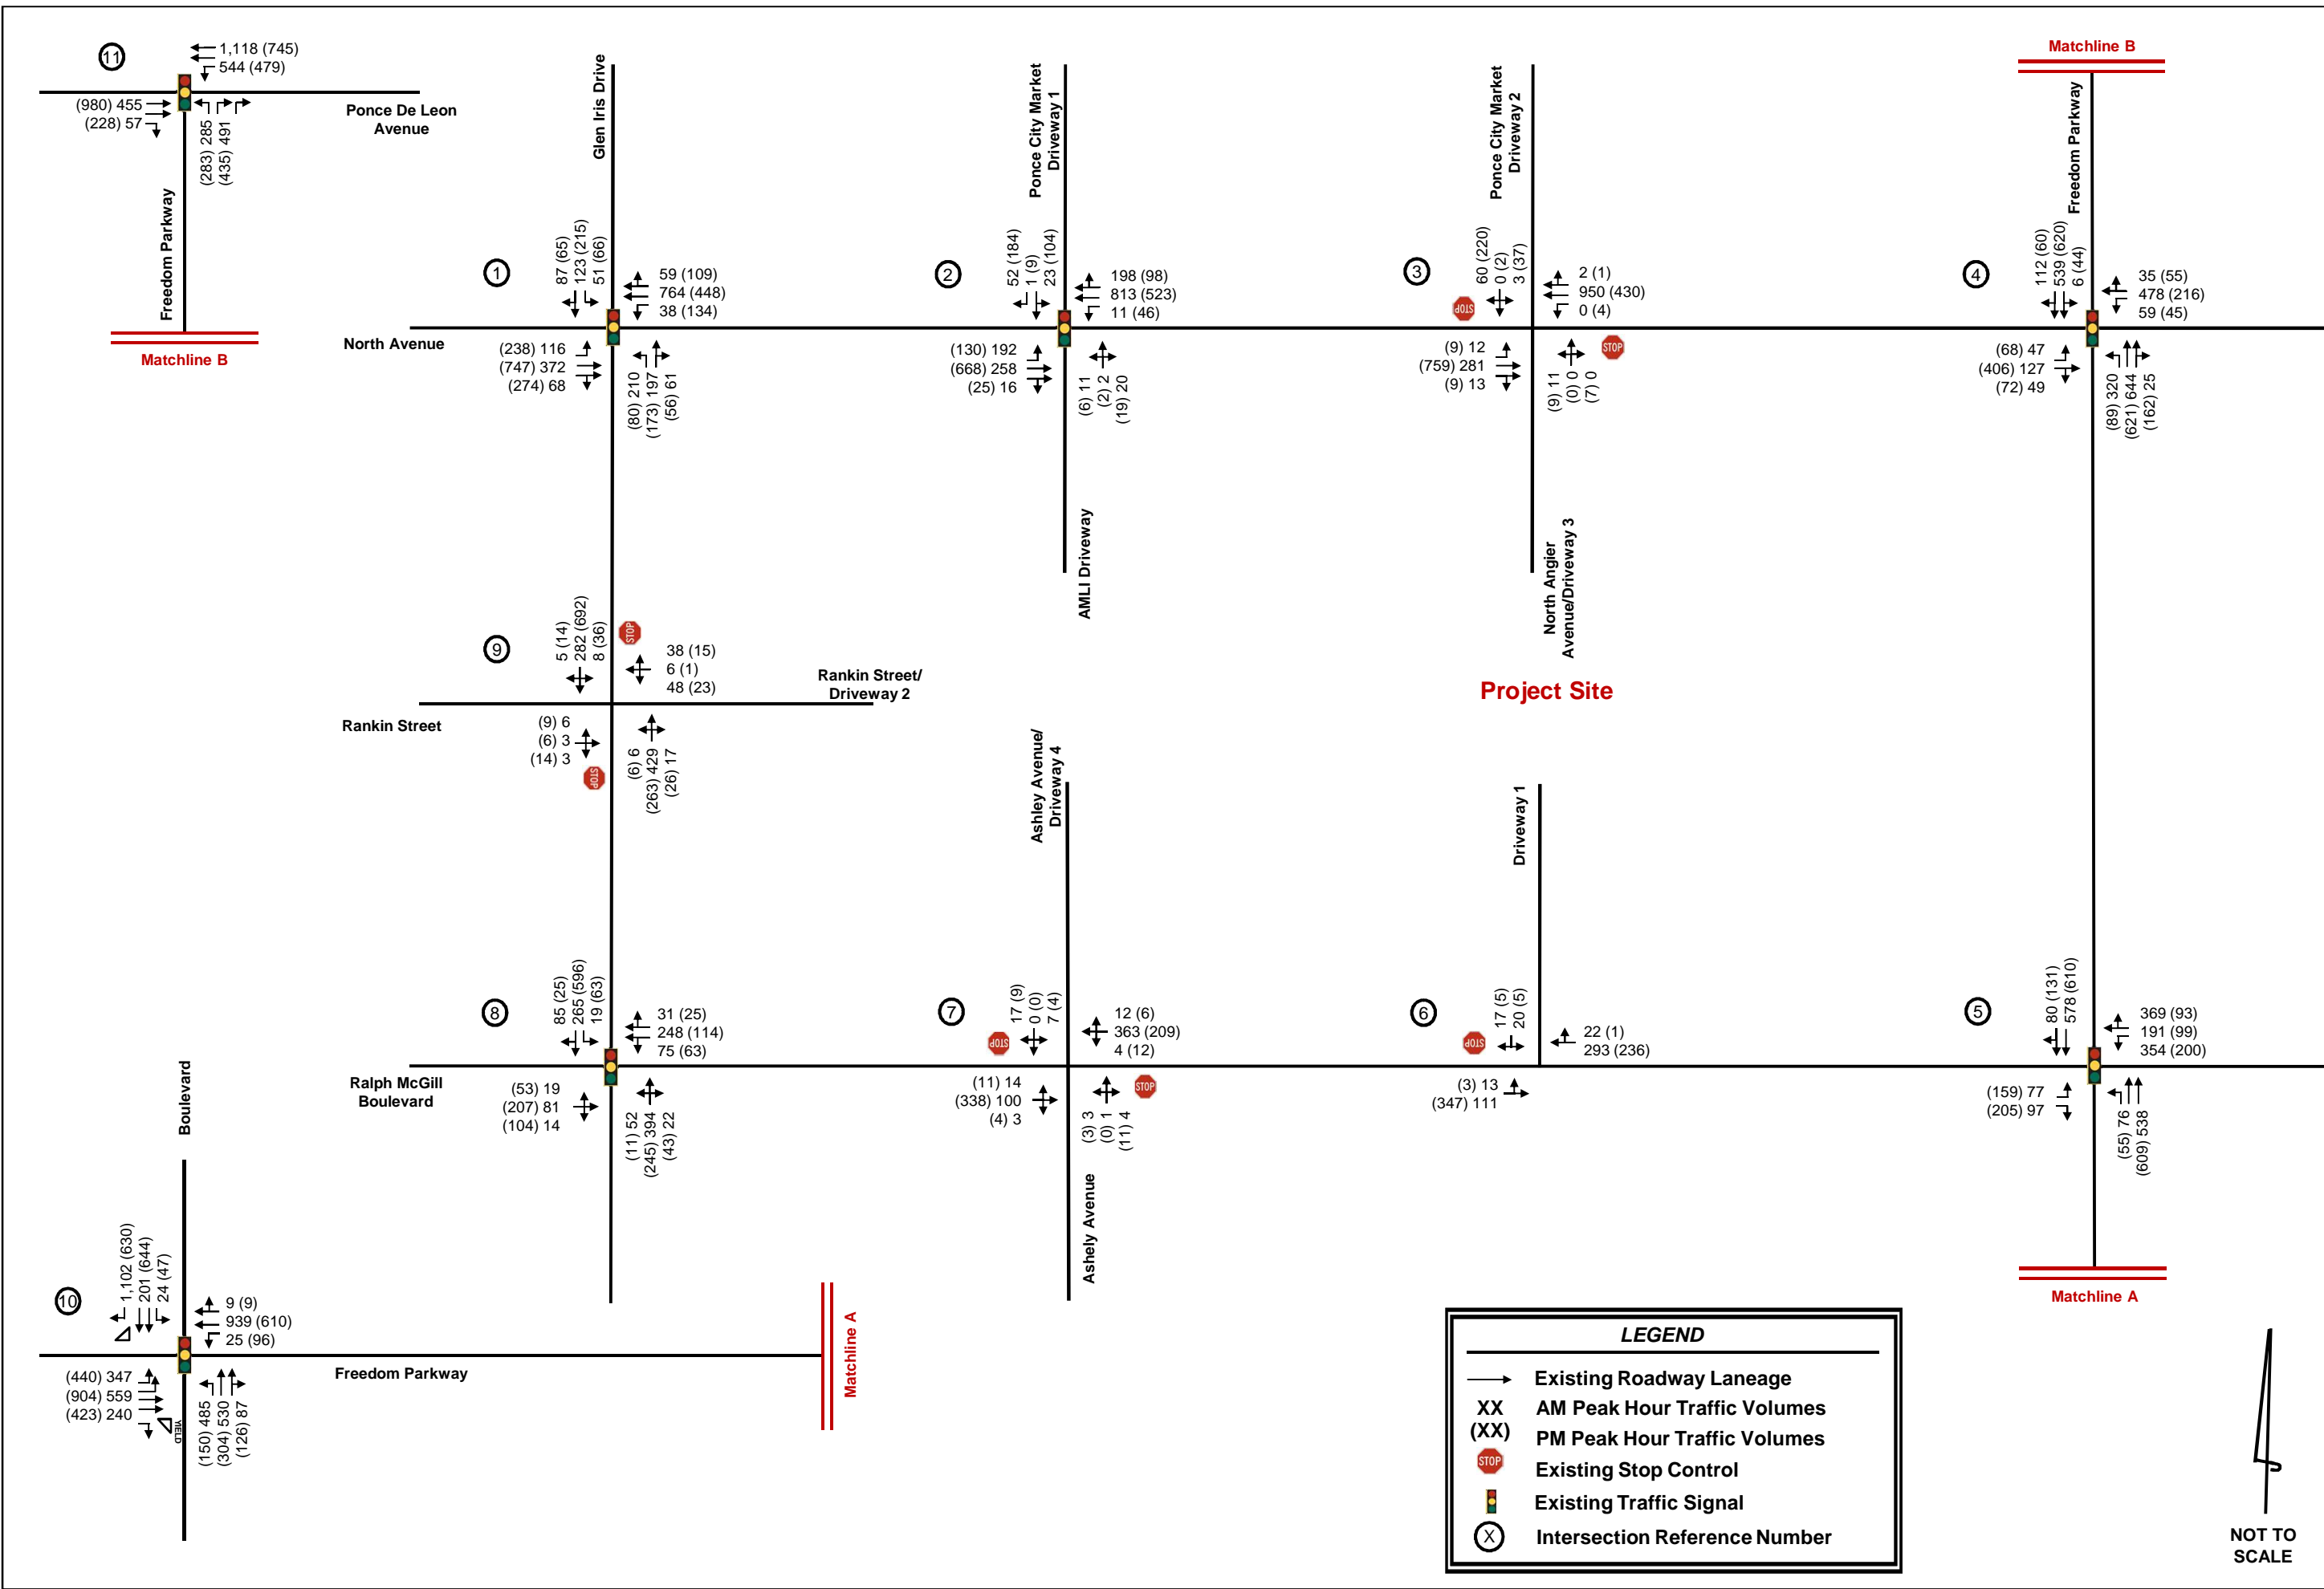 11
1,118 (745)
544 (479)
(980) 455
(228) 57
(283) 285
(435) 491
Ponce De Leon
Avenue
Freedom Parkway
Matchline B
Glen Iris Drive
1
87 (65)
123 (215)
51 (66)
59 (109)
764 (448)
38 (134)
North Avenue
(238) 116
(747) 372
(274) 68
(80) 210
(173) 197
(56) 61
Ponce City Market
Driveway 1
2
52 (184)
1 (9)
23 (104)
198 (98)
813 (523)
11 (46)
(130) 192
(668) 258
(25) 16
(6) 11
(2) 2
(19) 20
AMLI Driveway
Ponce City Market
Driveway 2
3
60 (220)
0 (2)
3 (37)
STOP
2 (1)
950 (430)
0 (4)
STOP
(9) 12
(759) 281
(9) 13
(9) 11
(0) 0
(7) 0
North Angier
Avenue/Driveway 3
Matchline B
Freedom Parkway
4
112 (60)
539 (620)
6 (44)
35 (55)
478 (216)
59 (45)
(68) 47
(406) 127
(72) 49
(89) 320
(621) 644
(162) 25
9
5 (14)
282 (692)
8 (36)
STOP
38 (15)
6 (1)
48 (23)
Rankin Street/
Driveway 2
Rankin Street
(9) 6
(6) 3
(14) 3
STOP
(6) 6
(263) 429
(26) 17
Project Site
8
85 (25)
265 (596)
19 (63)
31 (25)
248 (114)
75 (63)
Ralph McGill
Boulevard
(53) 19
(207) 81
(104) 14
(11) 52
(245) 394
(43) 22
Ashley Avenue/
Driveway 4
7
17 (9)
0 (0)
7 (4)
STOP
12 (6)
363 (209)
4 (12)
STOP
(11) 14
(338) 100
(4) 3
(3) 3
(0) 1
(11) 4
Ashely Avenue
Driveway 1
6
17 (5)
20 (5)
STOP
22 (1)
293 (236)
(3) 13
(347) 111
5
80 (131)
578 (610)
369 (93)
191 (99)
354 (200)
(159) 77
(205) 97
(55) 76
(609) 538
Matchline A
Boulevard
10
1,102 (630)
201 (644)
24 (47)
9 (9)
939 (610)
25 (96)
Freedom Parkway
(440) 347
(904) 559
(423) 240
YIELD
(150) 485
(304) 530
(126) 87
Matchline A
LEGEND
Existing Roadway Laneage
XX AM Peak Hour Traffic Volumes
(XX) PM Peak Hour Traffic Volumes
STOP Existing Stop Control
Existing Traffic Signal
X Intersection Reference Number
NOT TO
SCALE